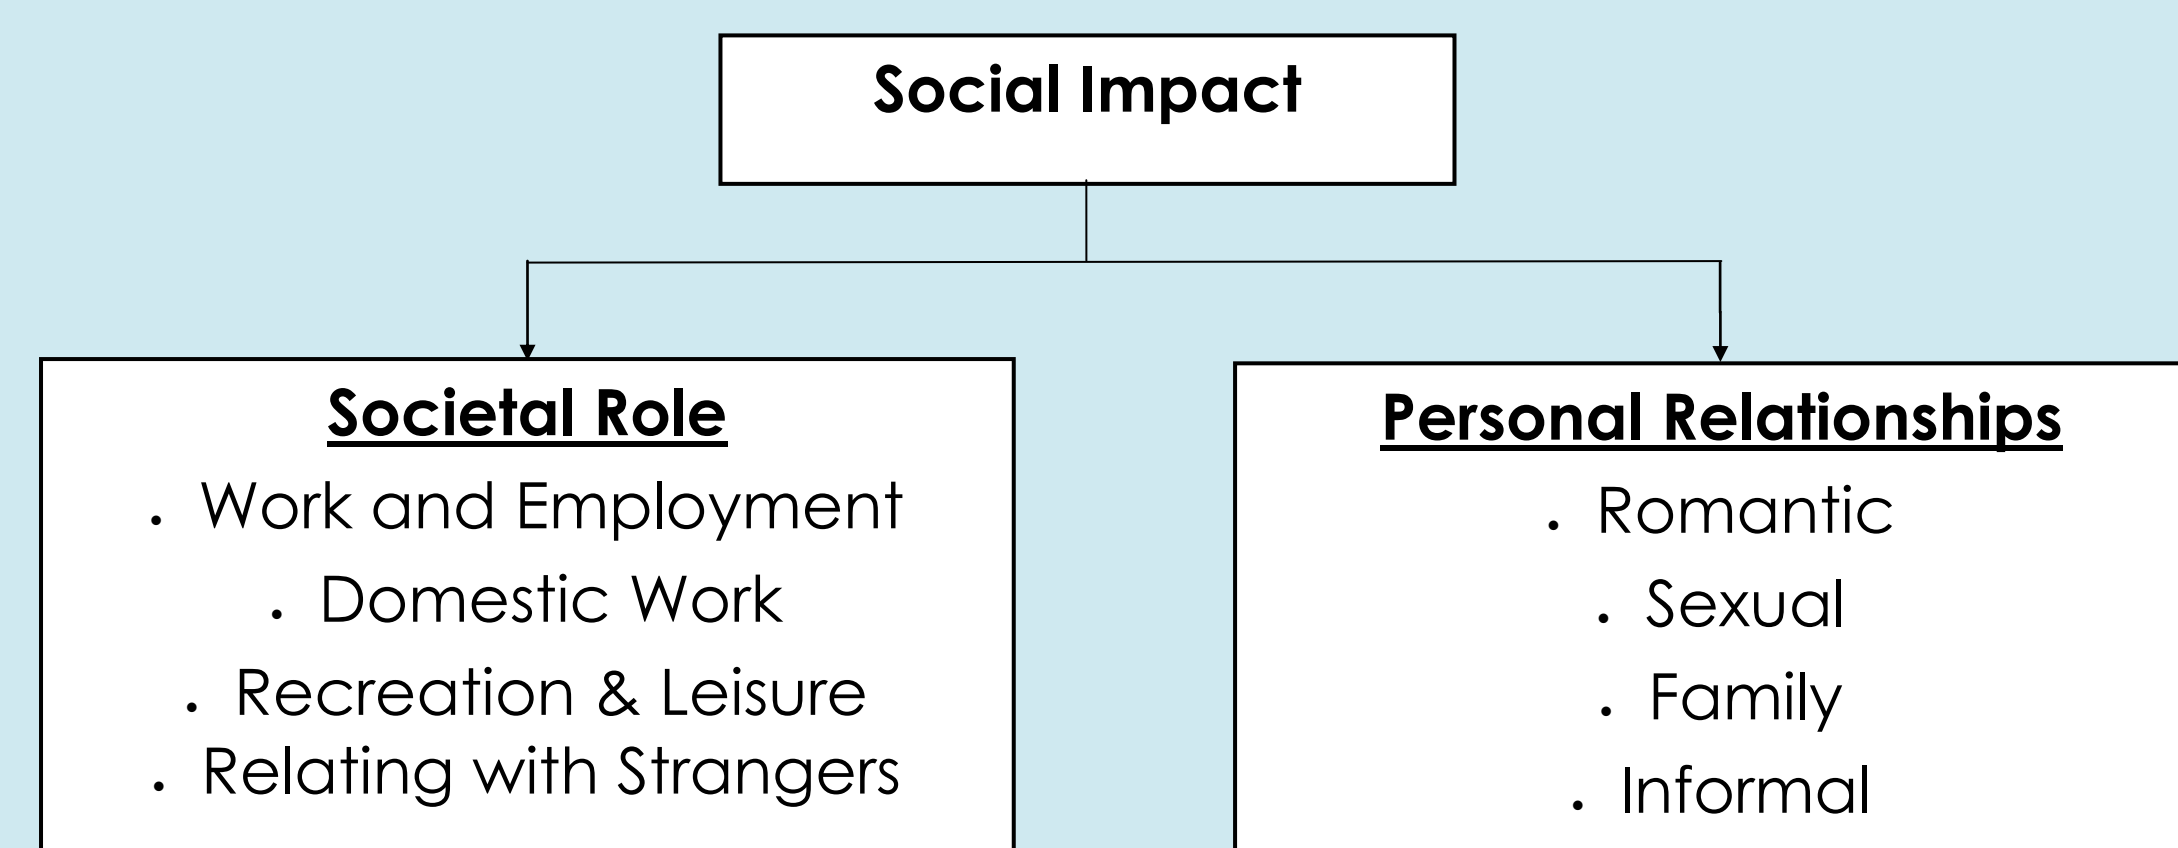 Social Impact
Societal Role
. Work and Employment
. Domestic Work
. Recreation & Leisure
. Relating with Strangers
Personal Relationships
. Romantic
. Sexual
. Family
. Informal